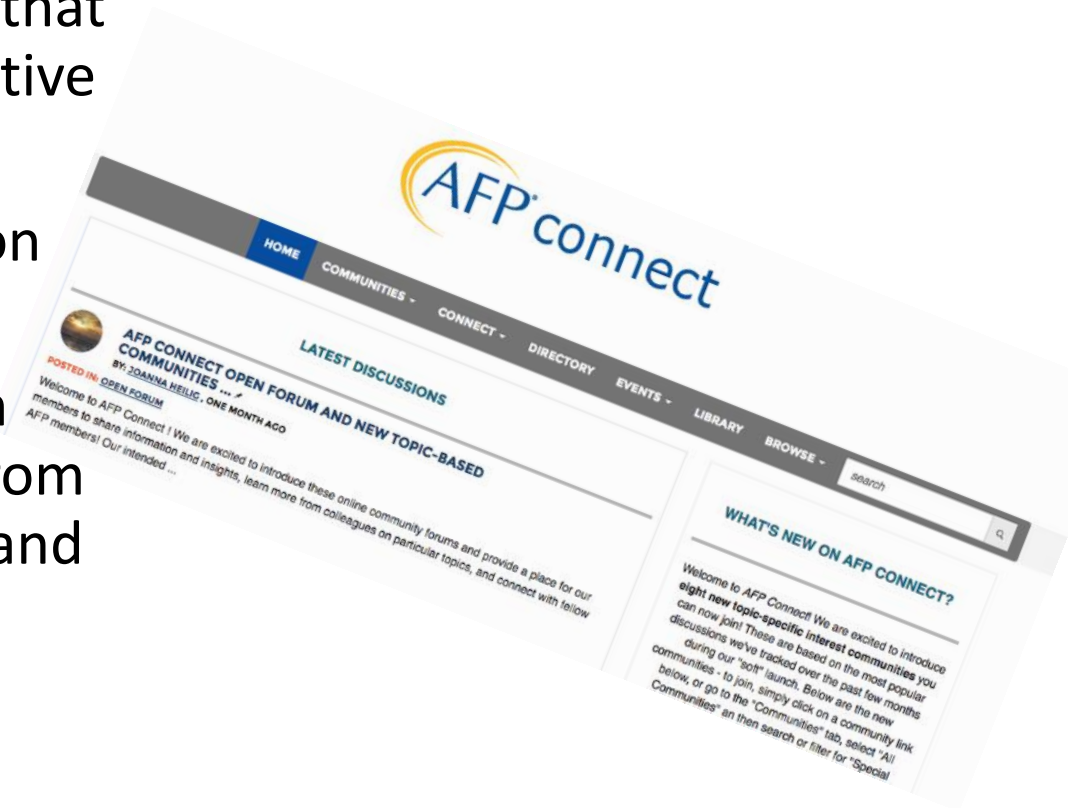 that
tive
on
rom
and
AFP® connect
HOME
COMMUNITIES
CONNECT
DIRECTORY
EVENTS
LIBRARY
BROWSE
search
LATEST DISCUSSIONS
AFP CONNECT OPEN FORUM AND NEW TOPIC-BASED
COMMUNITIES ...
BY: JOANNA HEILIG, ONE MONTH AGO
POSTED IN: OPEN FORUM
Welcome to AFP Connect ! We are excited to introduce these online community forums and provide a place for our
members to share information and insights, learn more from colleagues on particular topics, and connect with fellow
AFP members! Our intended ...
WHAT'S NEW ON AFP CONNECT?
Welcome to AFP Connect! We are excited to introduce
eight new topic-specific interest communities you
can now join! These are based on the most popular
discussions we've tracked over the past few months
during our "soft" launch. Below are the new
communities - to join, simply click on a community link
below, or go to the "Communities" tab, select "All
Communities" an then search or filter for "Special